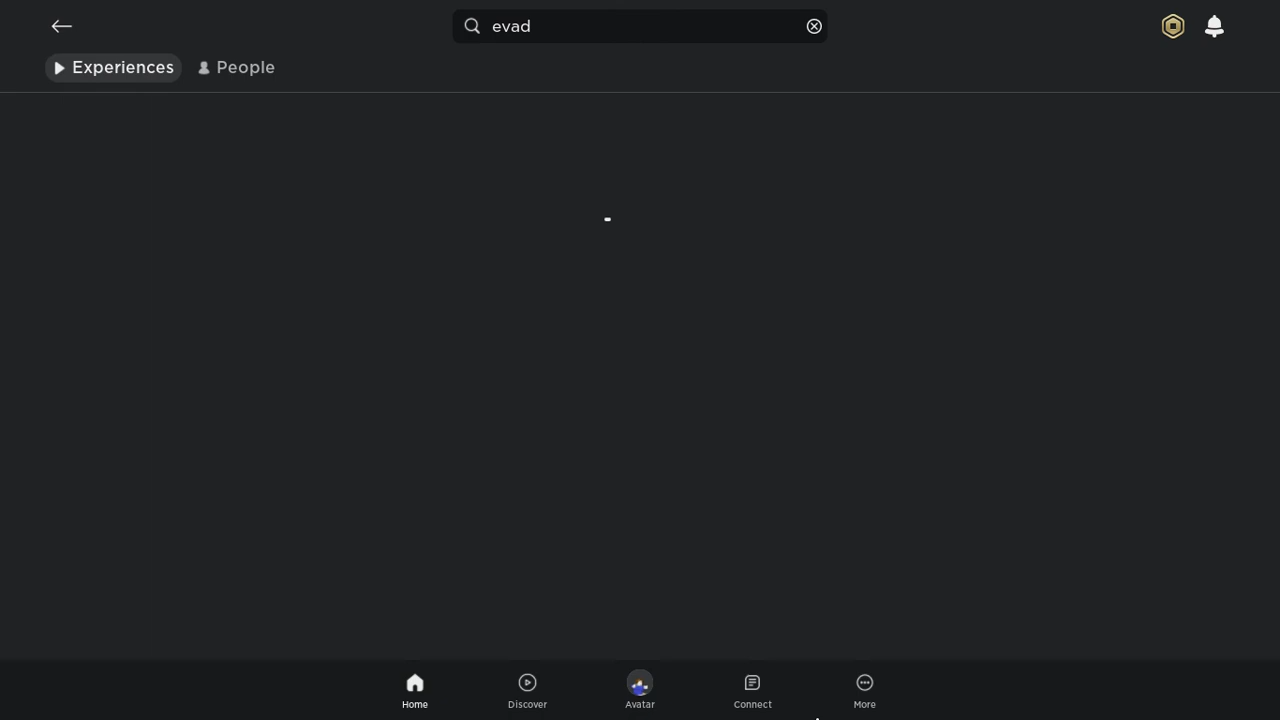 evad
Experiences
People
Home
Discover
Avatar
Connect
More